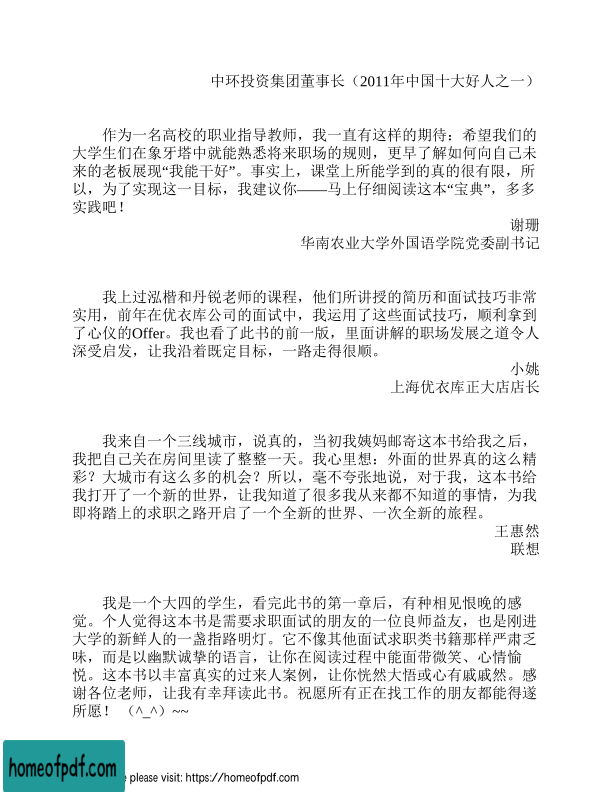 中环投资集团董事长（2011年中国十大好人之一）
作为一名高校的职业指导教师，我一直有这样的期待：希望我们的
大学生们在象牙塔中就能熟悉将来职场的规则，更早了解如何向自己未
来的老板展现“我能干好”。事实上，课堂上所能学到的真的很有限，所
以，为了实现这一目标，我建议你——马上仔细阅读这本“宝典”，多多
实践吧！
谢珊
华南农业大学外国语学院党委副书记
我上过泓楷和丹锐老师的课程，他们所讲授的简历和面试技巧非常
实用，前年在优衣库公司的面试中，我运用了这些面试技巧，顺利拿到
了心仪的Offer。我也看了此书的前一版，里面讲解的职场发展之道令人
深受启发，让我沿着既定目标，一路走得很顺。
小姚
上海优衣库正大店店长
我来自一个三线城市，说真的，当初我姨妈邮寄这本书给我之后，
我把自己关在房间里读了整整一天。我心里想：外面的世界真的这么精
彩？大城市有这么多的机会？所以，毫不夸张地说，对于我，这本书给
我打开了一个新的世界，让我知道了很多我从来都不知道的事情，为我
即将踏上的求职之路开启了一个全新的世界、一次全新的旅程。
王惠然
联想
我是一个大四的学生，看完此书的第一章后，有种相见恨晚的感
觉。个人觉得这本书是需要求职面试的朋友的一位良师益友，也是刚进
大学的新鲜人的一盏指路明灯。它不像其他面试求职类书籍那样严肃乏
味，而是以幽默诚挚的语言，让你在阅读过程中能面带微笑、心情愉
悦。这本书以丰富真实的过来人案例，让你恍然大悟或心有戚戚然。感
谢各位老师，让我有幸拜读此书。祝愿所有正在找工作的朋友都能得遂
所愿！（^_^）~~
homeofpdf.com
please visit: https://homeofpdf.com